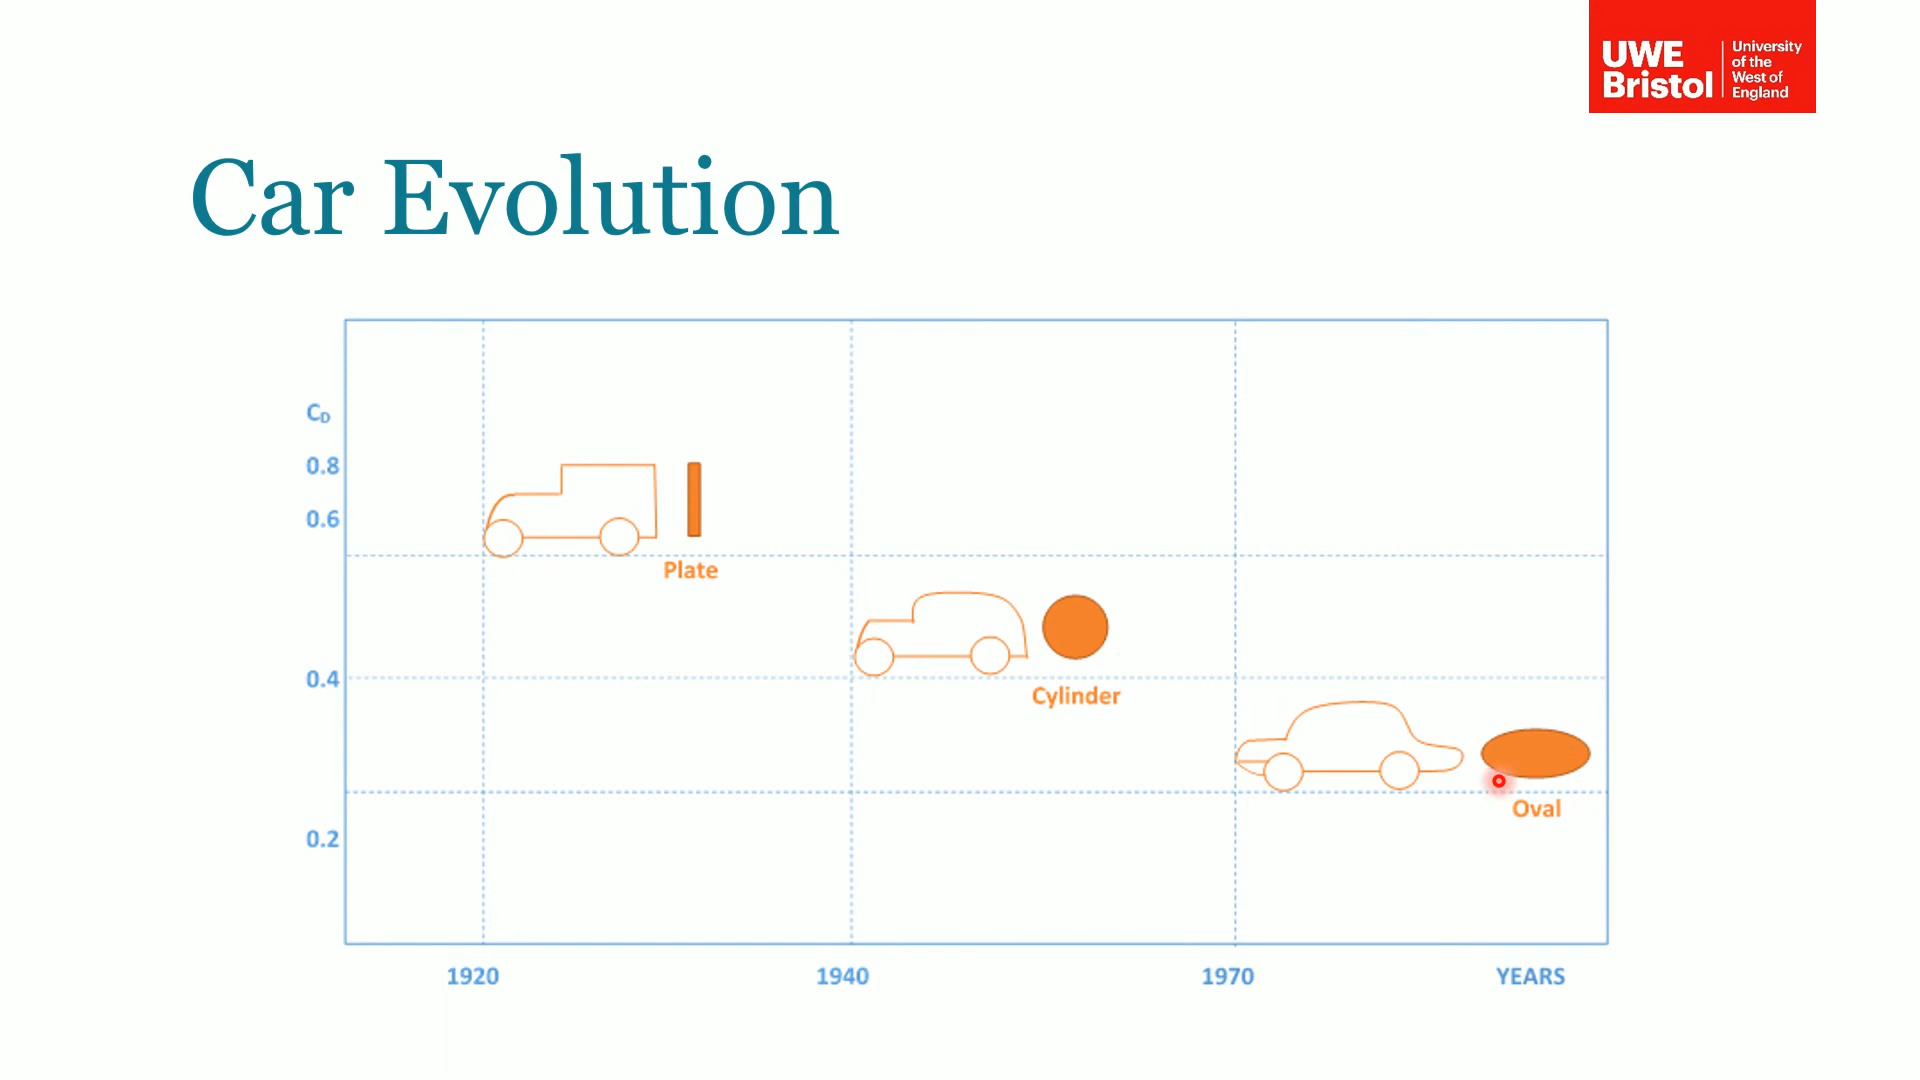 UWE
Bristol
University
of the
West of
England
Car Evolution
CD
0.8
0.6
Plate
0.4
Cylinder
0.2
Oval
1920
1940
1970
YEARS